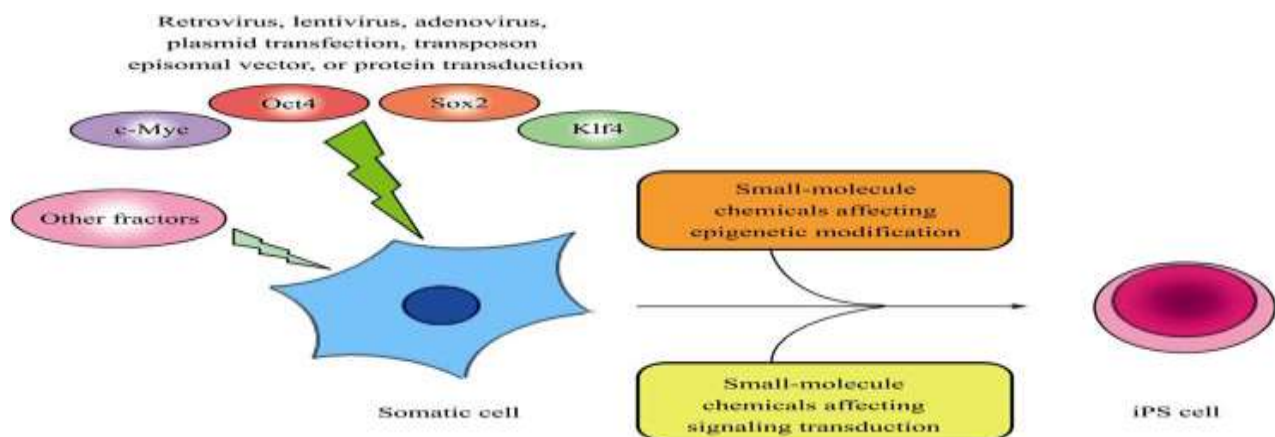 Retrovirus, lentivirus, adenovirus,
plasmid transfection, transposon
episomal vector, or protein transduction
Oct4
Sox2
c-Myc
Klf4
Other fractors
Small-molecule
chemicals affecting
epigenetic modification
Small-molecule
chemicals affecting
signaling transduction
Somatic cell
iPS cell